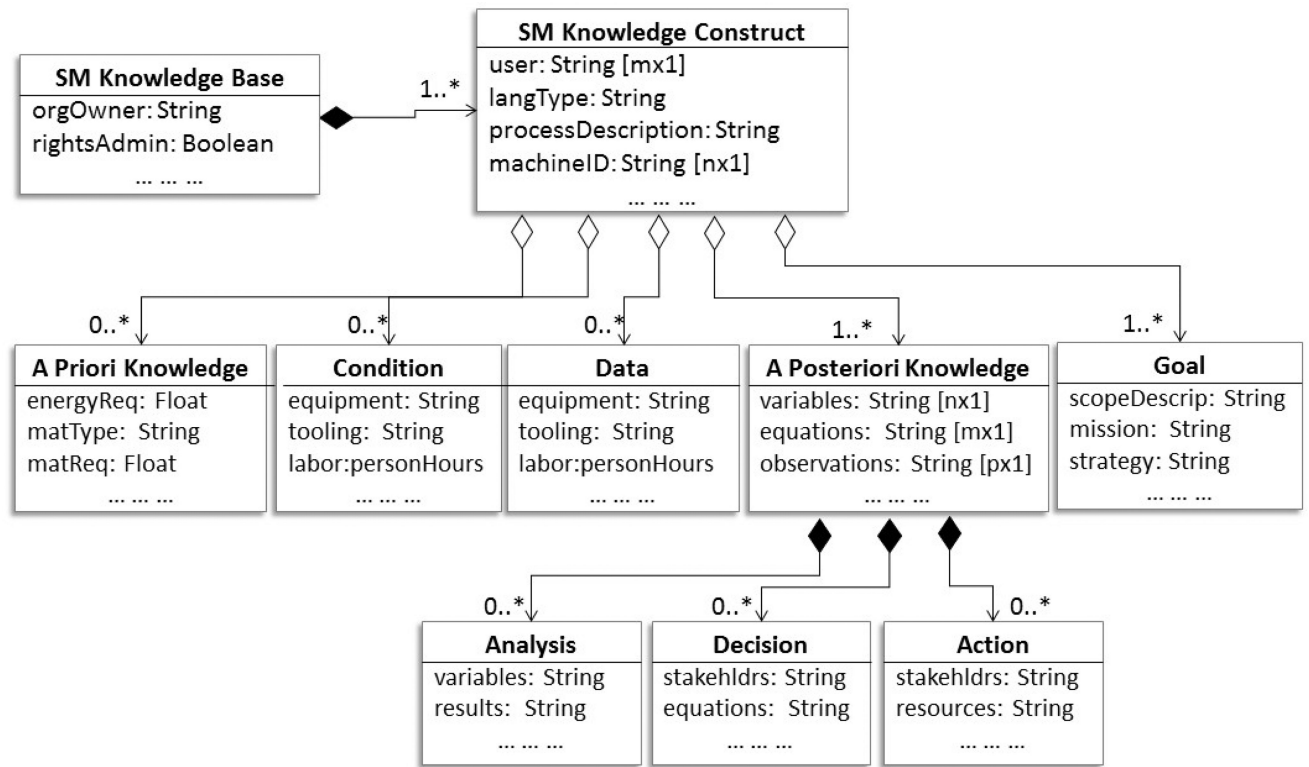 SM Knowledge Construct
user: String [mx1]
langType: String
processDescription: String
machineID: String [nx1]
... ... ...
SM Knowledge Base
orgOwner: String
rightsAdmin: Boolean
... ... ...
1..*
0..*
0..*
0..*
1..*
1..*
A Priori Knowledge
energyReq: Float
matType: String
matReq: Float
... ... ...
Condition
equipment: String
tooling: String
labor:personHours
... ... ...
Data
equipment: String
tooling: String
labor:personHours
... ... ...
A Posteriori Knowledge
variables: String [nx1]
equations: String [mx1]
observations: String [px1]
... ... ...
Goal
scopeDescrip: String
mission: String
strategy: String
... ... ...
0..*
0..*
0..*
Analysis
variables: String
results: String
... ... ...
Decision
stakehldrs: String
equations: String
... ... ...
Action
stakehldrs: String
resources: String
... ... ...